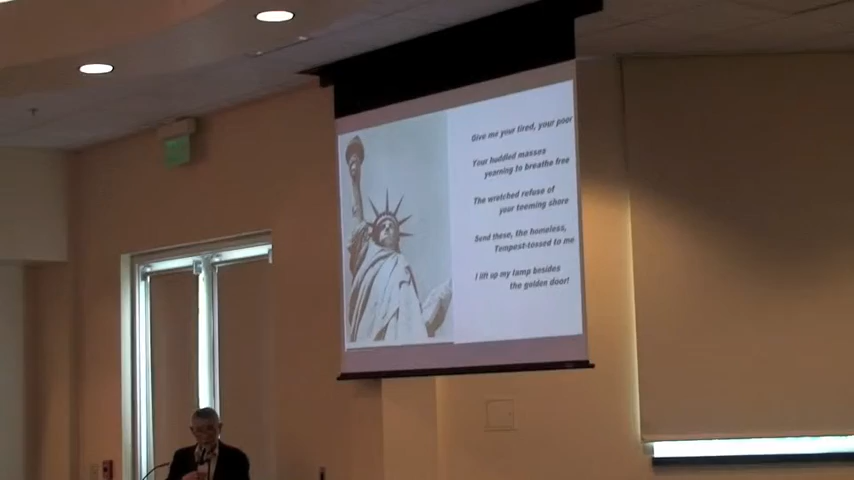 Give me your tired, your poor
Your huddled masses
yearning to breathe free
The wretched refuse of
your teeming shore
Send these, the homeless,
Tempest-tossed to me
I lift up my lamp besides
the golden door!